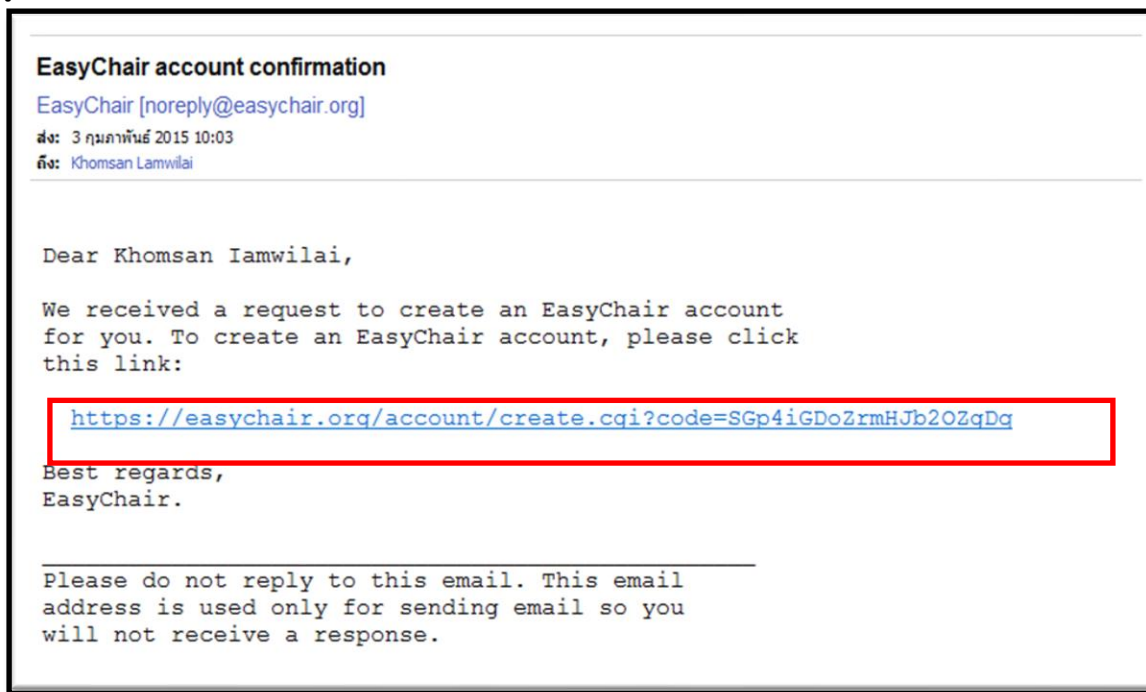 EasyChair account confirmation
EasyChair [noreply@easychair.org]
ส่ง: 3 กุมภาพันธ์ 2015 10:03
ถึง: Khomsan Lamwilai
Dear Khomsan Iamwilai,
We received a request to create an EasyChair account
for you. To create an EasyChair account, please click
this link:
https://easychair.org/account/create.cgi?code=SGp4iGDoZrmHJb2OZqDq
Best regards,
EasyChair.
Please do not reply to this email. This email
address is used only for sending email so you
will not receive a response.